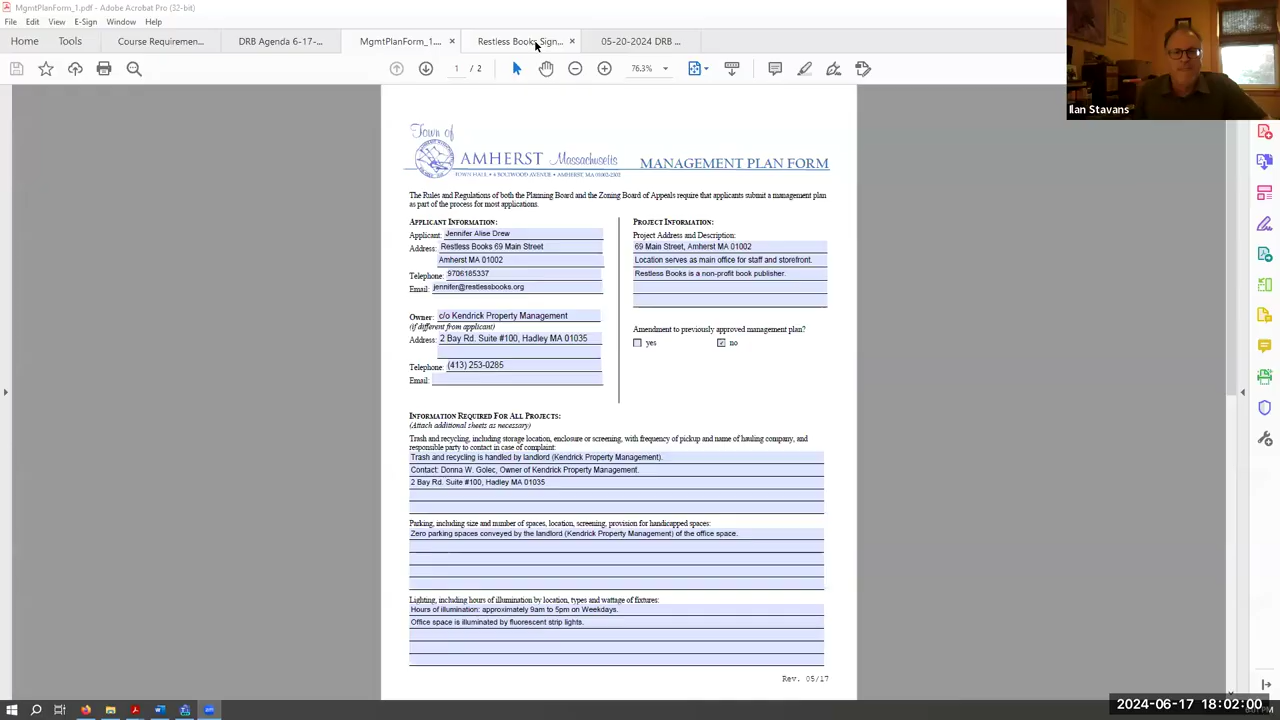 MgmtPlanForm_1.pdf - Adobe Acrobat Pro (32-bit)
File Edit View E-Sign Window Help
Home Tools Course Requiremen... DRB Agenda 6-17-... MgmtPlanForm_1.... × Restless Books Sign... × 05-20-2024 DRB ...
1 / 2 76.3%
Ilan Stavans
Town of
AMHERST Massachusetts
TOWN HALL • 4 BOLTWOOD AVENUE • AMHERST MA 01002-2301
MANAGEMENT PLAN FORM
The Rules and Regulations of both the Planning Board and the Zoning Board of Appeals require that applicants submit a management plan
as part of the process for most applications.
APPLICANT INFORMATION:
Applicant: Jennifer Alise Drew
Address: Restless Books 69 Main Street
Amherst MA 01002
Telephone: 9706185337
Email: jennifer@restlessbooks.org
Owner: c/o Kendrick Property Management
(if different from applicant)
Address: 2 Bay Rd. Suite #100, Hadley MA 01035
Telephone: (413) 253-0285
Email:
PROJECT INFORMATION:
Project Address and Description:
69 Main Street, Amherst MA 01002
Location serves as main office for staff and storefront.
Restless Books is a non-profit book publisher.
Amendment to previously approved management plan?
yes no
INFORMATION REQUIRED FOR ALL PROJECTS:
(Attach additional sheets as necessary)
Trash and recycling, including storage location, enclosure or screening, with frequency of pickup and name of hauling company, and
responsible party to contact in case of complaint:
Trash and recycling is handled by landlord (Kendrick Property Management).
Contact: Donna W. Golec, Owner of Kendrick Property Management.
2 Bay Rd. Suite #100, Hadley MA 01035
Parking, including size and number of spaces, location, screening, provision for handicapped spaces:
Zero parking spaces conveyed by the landlord (Kendrick Property Management) of the office space.
Lighting, including hours of illumination by location, types and wattage of fixtures:
Hours of illumination: approximately 9am to 5pm on Weekdays.
Office space is illuminated by fluorescent strip lights.
Rev. 05/17
2024-06-17 18:02:00